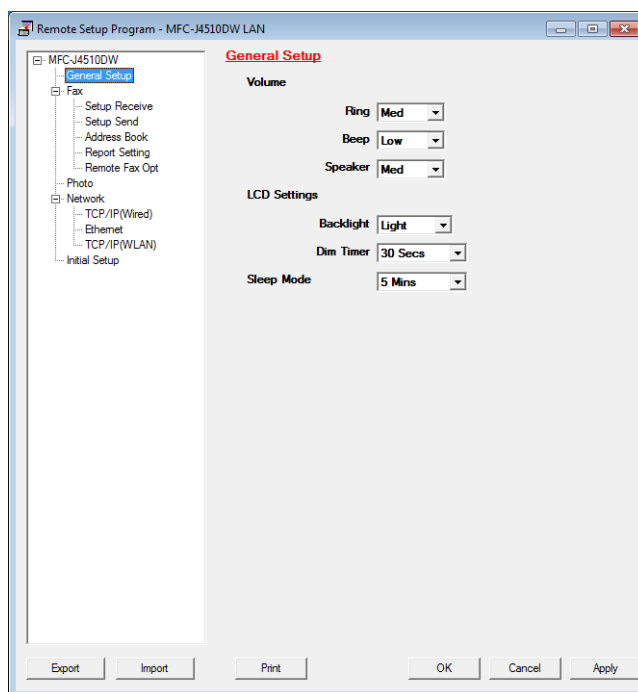 Remote Setup Program - MFC-J4510DW LAN
MFC-J4510DW
General Setup
Fax
Setup Receive
Setup Send
Address Book
Report Setting
Remote Fax Opt
Photo
Network
TCP/IP(Wired)
Ethernet
TCP/IP(WLAN)
Initial Setup
General Setup
Volume
Ring Med
Beep Low
Speaker Med
LCD Settings
Backlight Light
Dim Timer 30 Secs
Sleep Mode 5 Mins
Export Import Print OK Cancel Apply